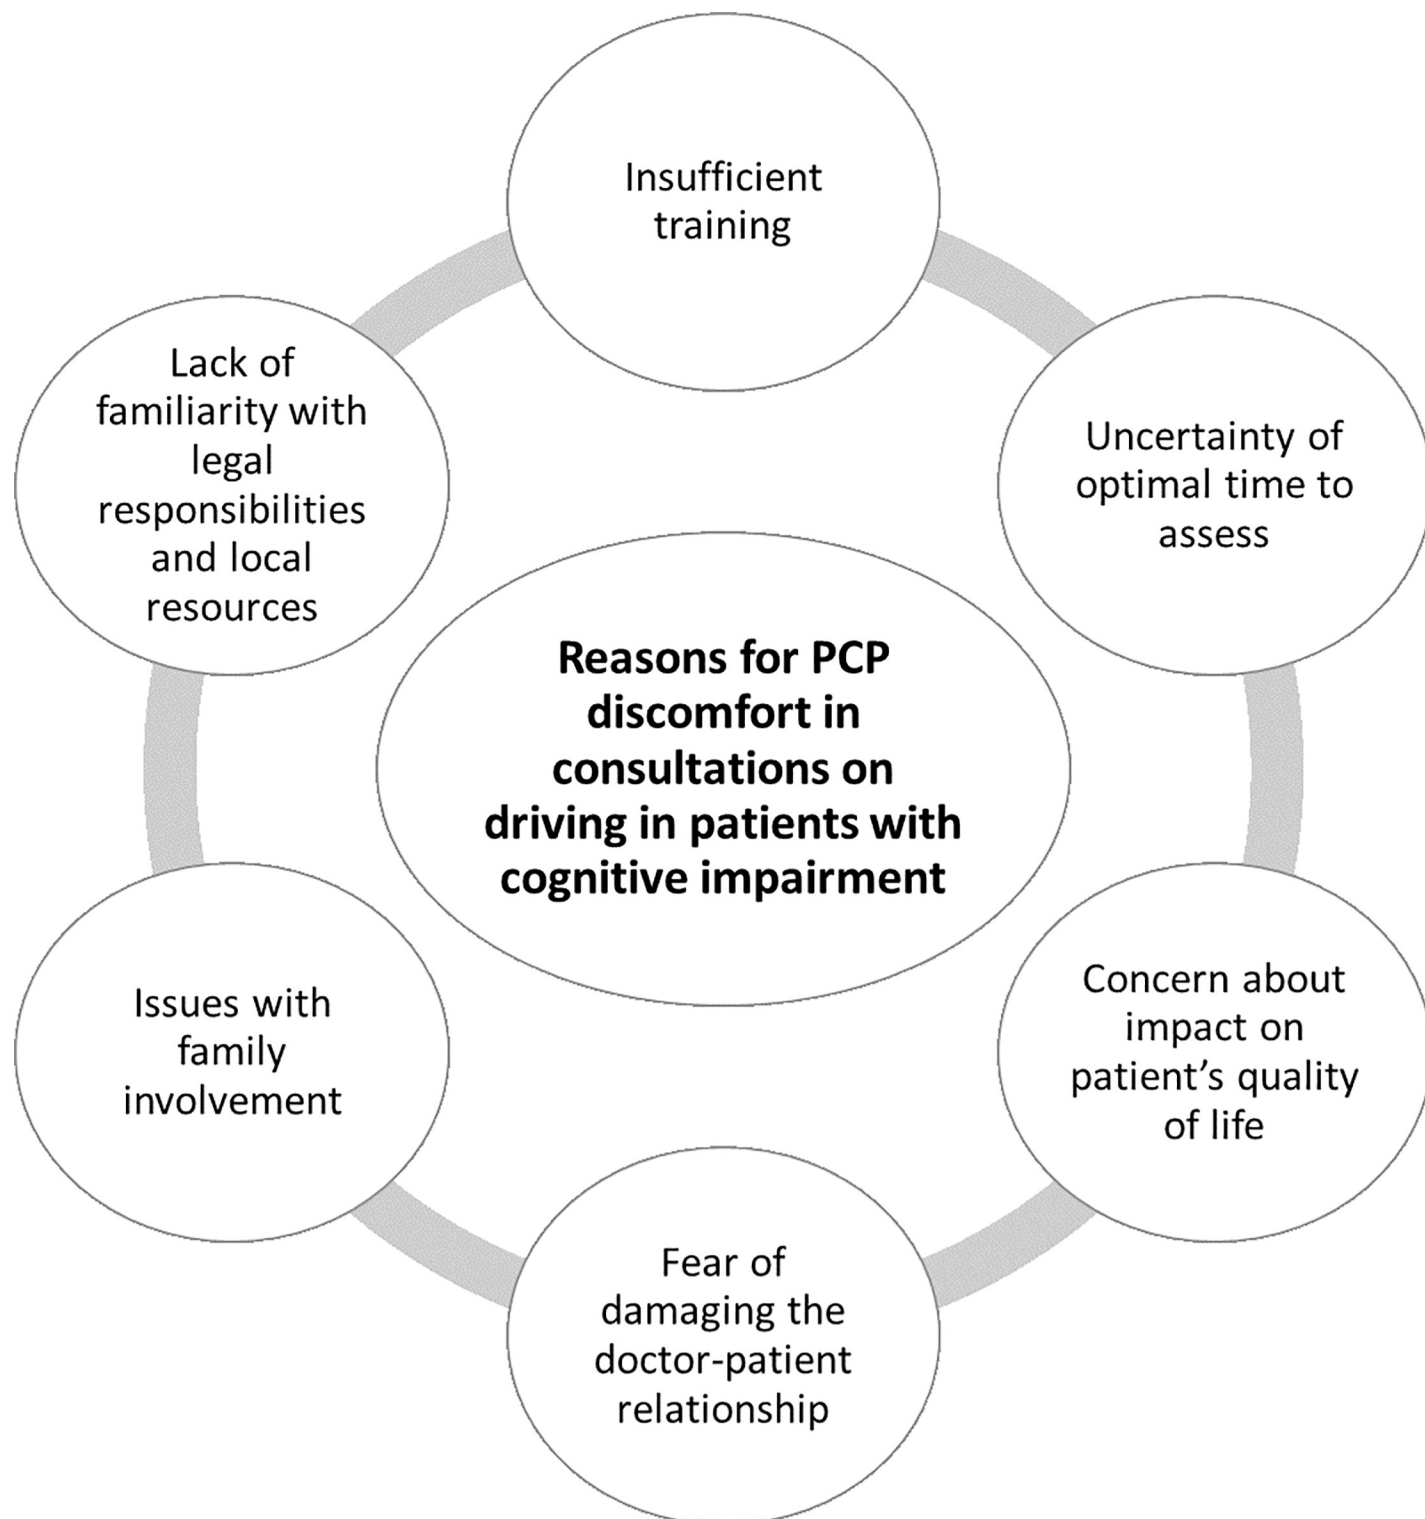 Insufficient
training
Uncertainty of
optimal time to
assess
Concern about
impact on
patient’s quality
of life
Fear of
damaging the
doctor-patient
relationship
Issues with
family
involvement
Lack of
familiarity with
legal
responsibilities
and local
resources
Reasons for PCP
discomfort in
consultations on
driving in patients with
cognitive impairment